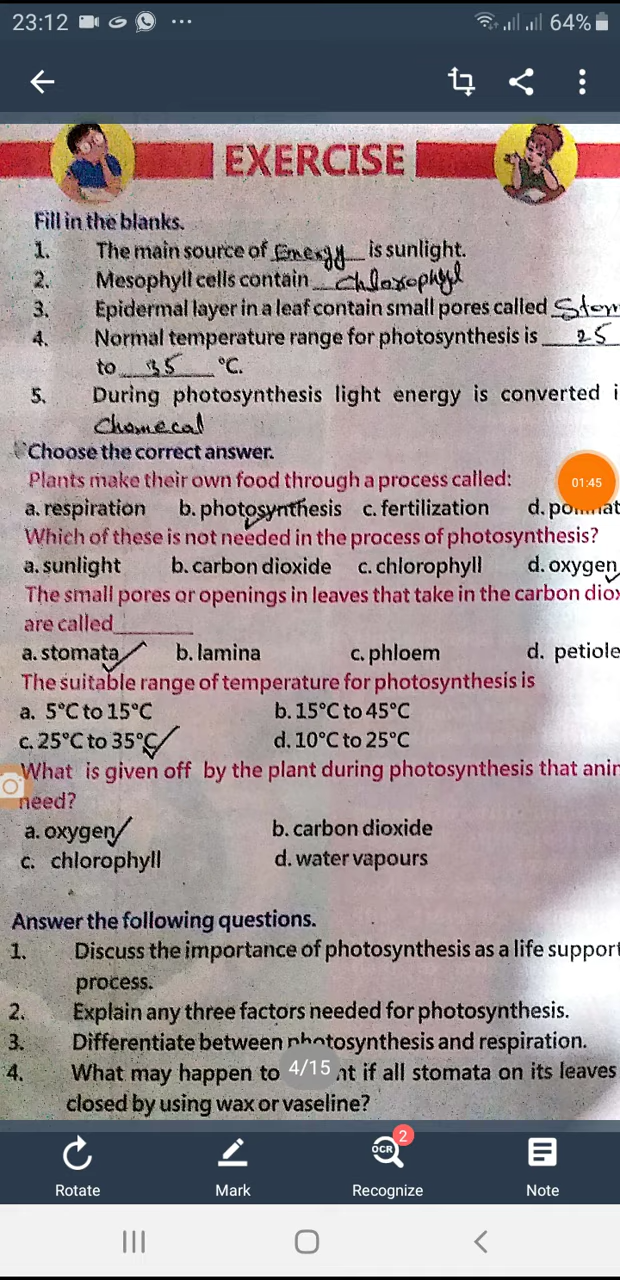 23:12
64%
EXERCISE
Fill in the blanks.
1. The main source of Energy is sunlight.
2. Mesophyll cells contain chlorophyl
3. Epidermal layer in a leaf contain small pores called Stom
4. Normal temperature range for photosynthesis is 25
to 35 °C.
5. During photosynthesis light energy is converted i
Chemecal
Choose the correct answer.
Plants make their own food through a process called:
01:45
a. respiration b. photosynthesis c. fertilization d.
Which of these is not needed in the process of photosynthesis?
a. sunlight b. carbon dioxide c. chlorophyll d. oxygen
The small pores or openings in leaves that take in the carbon diox
are called______
a. stomata b. lamina c. phloem d. petiole
The suitable range of temperature for photosynthesis is
a. 5°C to 15°C b. 15°C to 45°C
c. 25°C to 35°C d. 10°C to 25°C
What is given off by the plant during photosynthesis that anim
need?
a. oxygen b. carbon dioxide
c. chlorophyll d. water vapours
Answer the following questions.
1. Discuss the importance of photosynthesis as a life support
process.
2. Explain any three factors needed for photosynthesis.
3. Differentiate between photosynthesis and respiration.
4. What may happen to 4/15 nt if all stomata on its leaves
closed by using wax or vaseline?
OCR 2
Rotate Mark Recognize Note